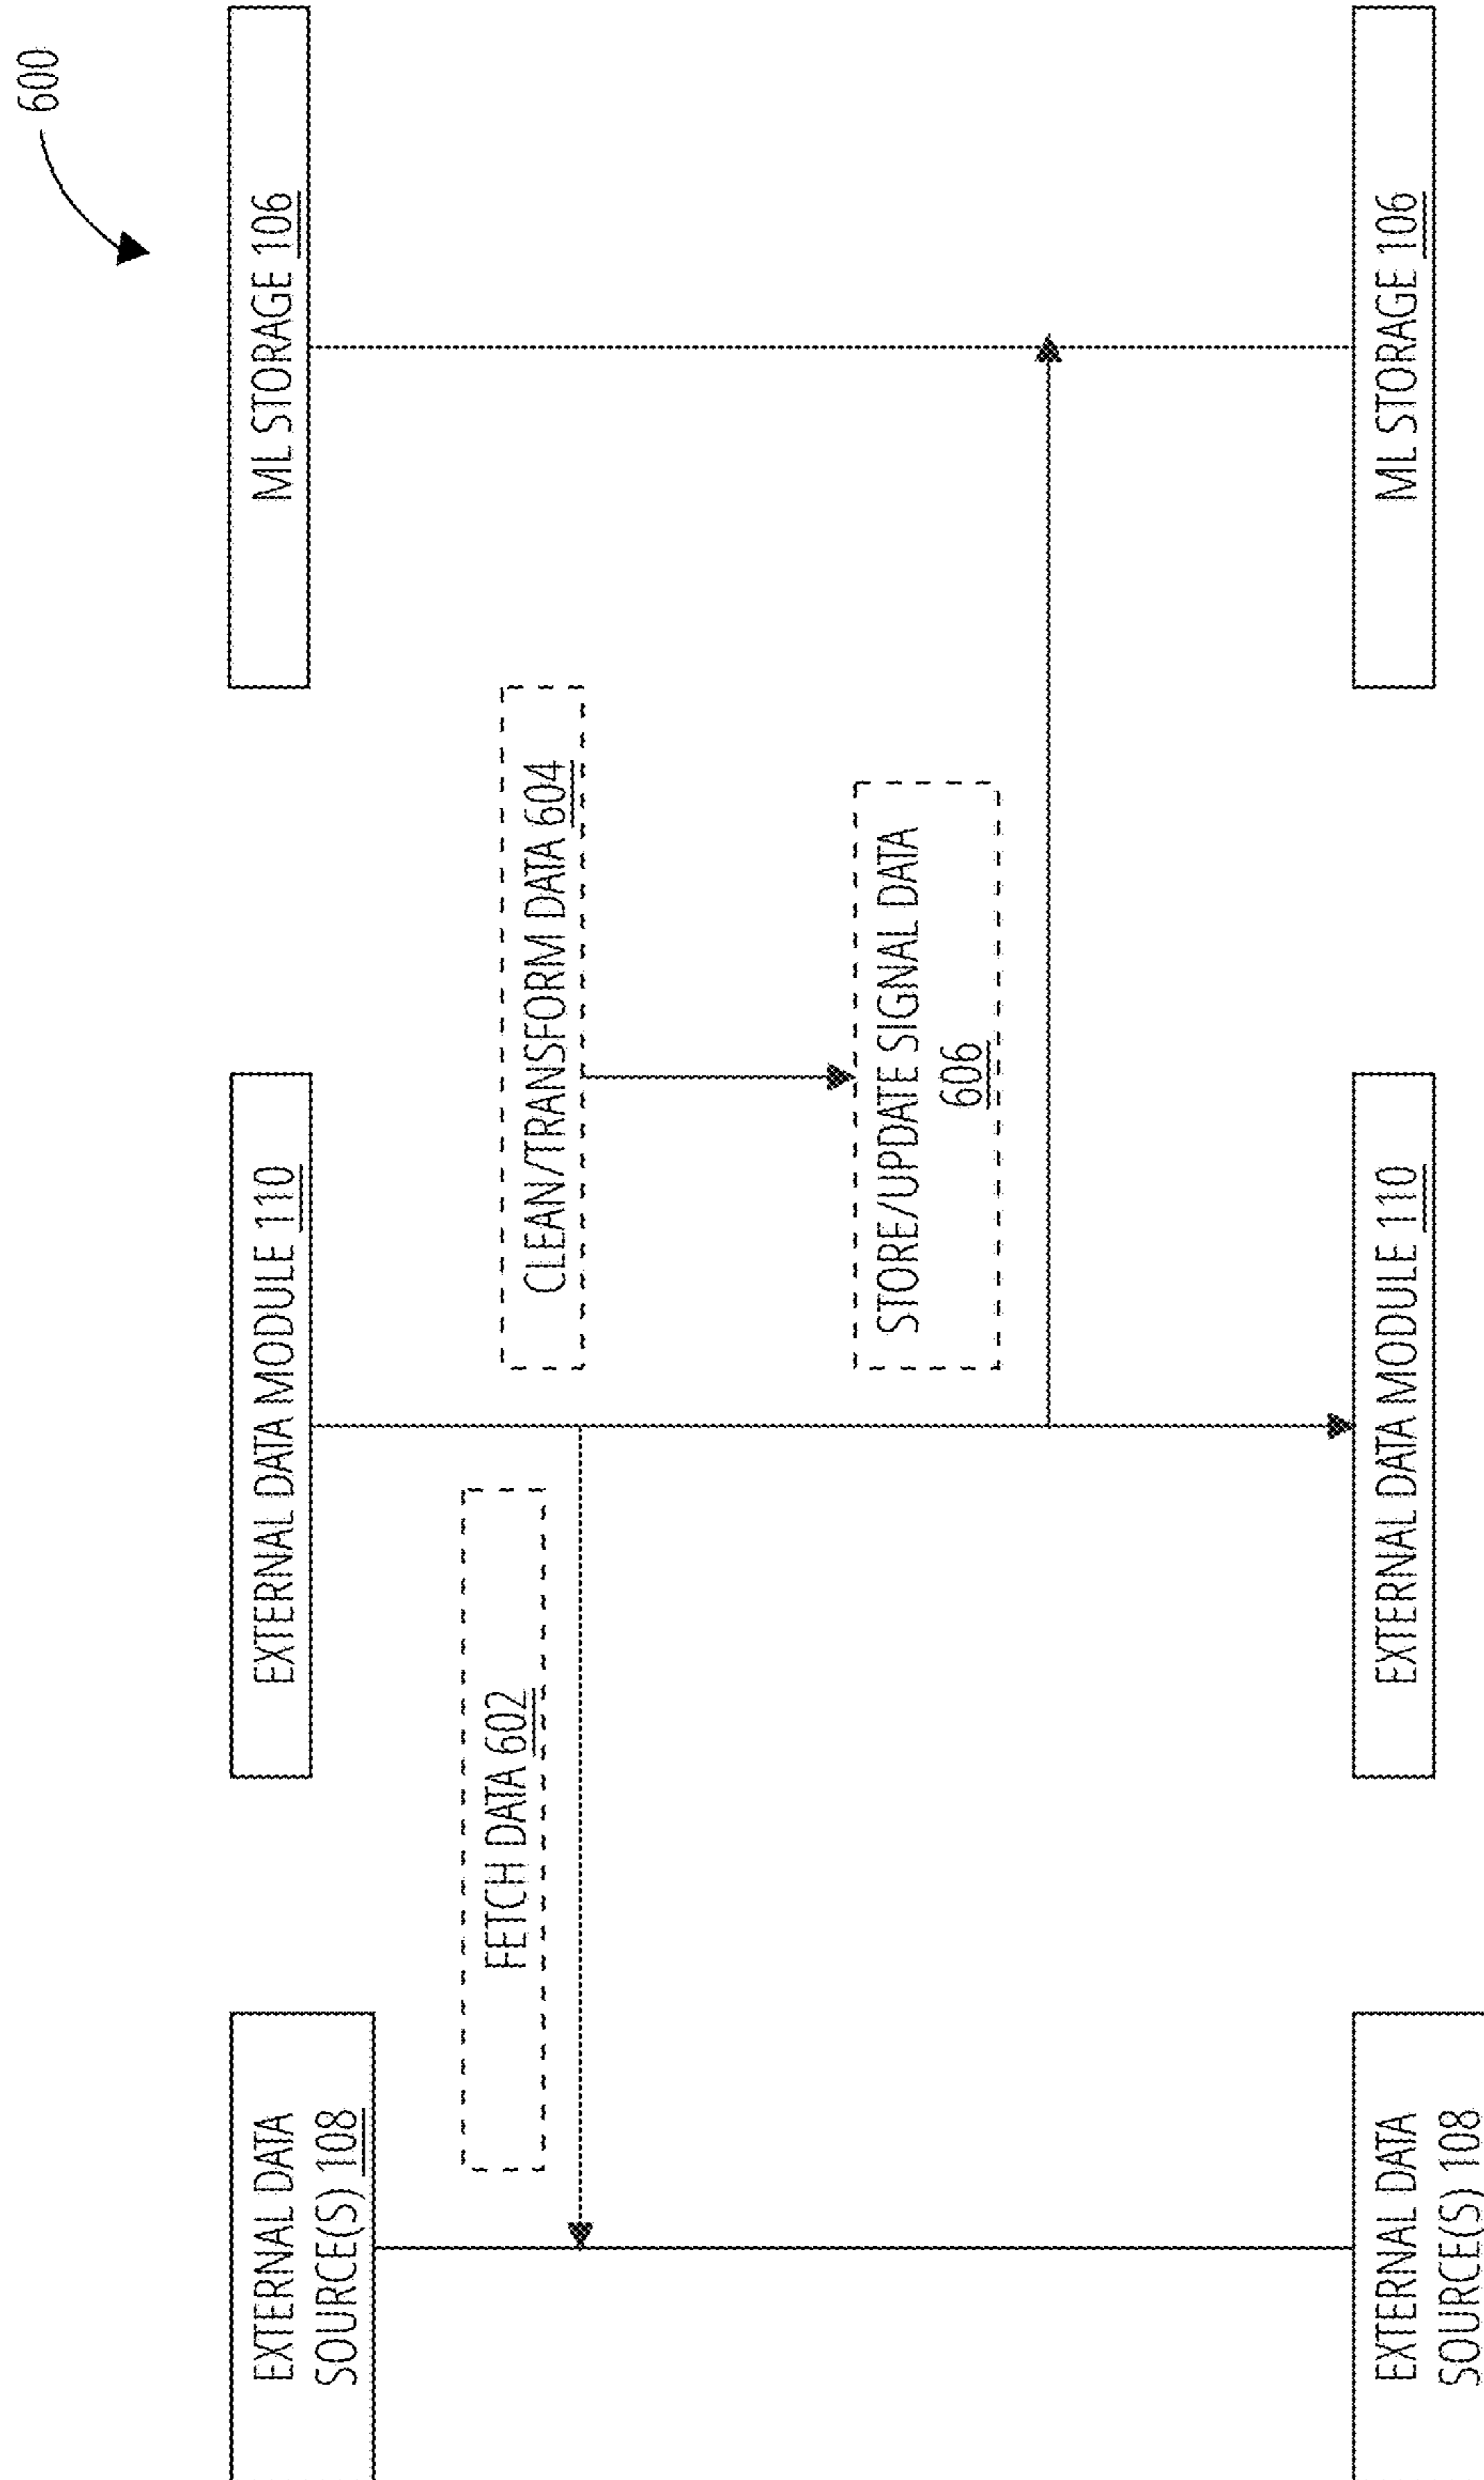 600
EXTERNAL DATA
SOURCE(S) 108
EXTERNAL DATA MODULE 110
ML STORAGE 106
FETCH DATA 602
CLEAN/TRANSFORM DATA 604
STORE/UPDATE SIGNAL DATA
606
EXTERNAL DATA
SOURCE(S) 108
EXTERNAL DATA MODULE 110
ML STORAGE 106